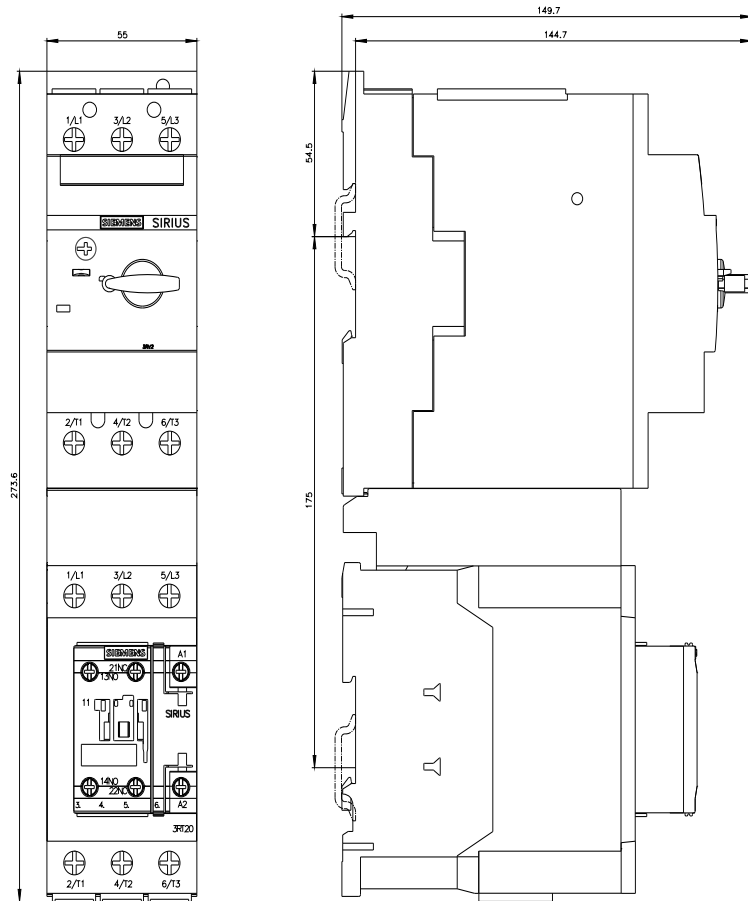 55
149.7
144.7
1/L1 3/L2 5/L3
54.5
SIEMENS SIRIUS
2/T1 4/T2 6/T3
273.6
175
1/L1 3/L2 5/L3
SIEMENS A1
21NC
13NO
11
SIRIUS
14NO
22NC
3. 4. 5. 6. A2
3RT20
2/T1 4/T2 6/T3